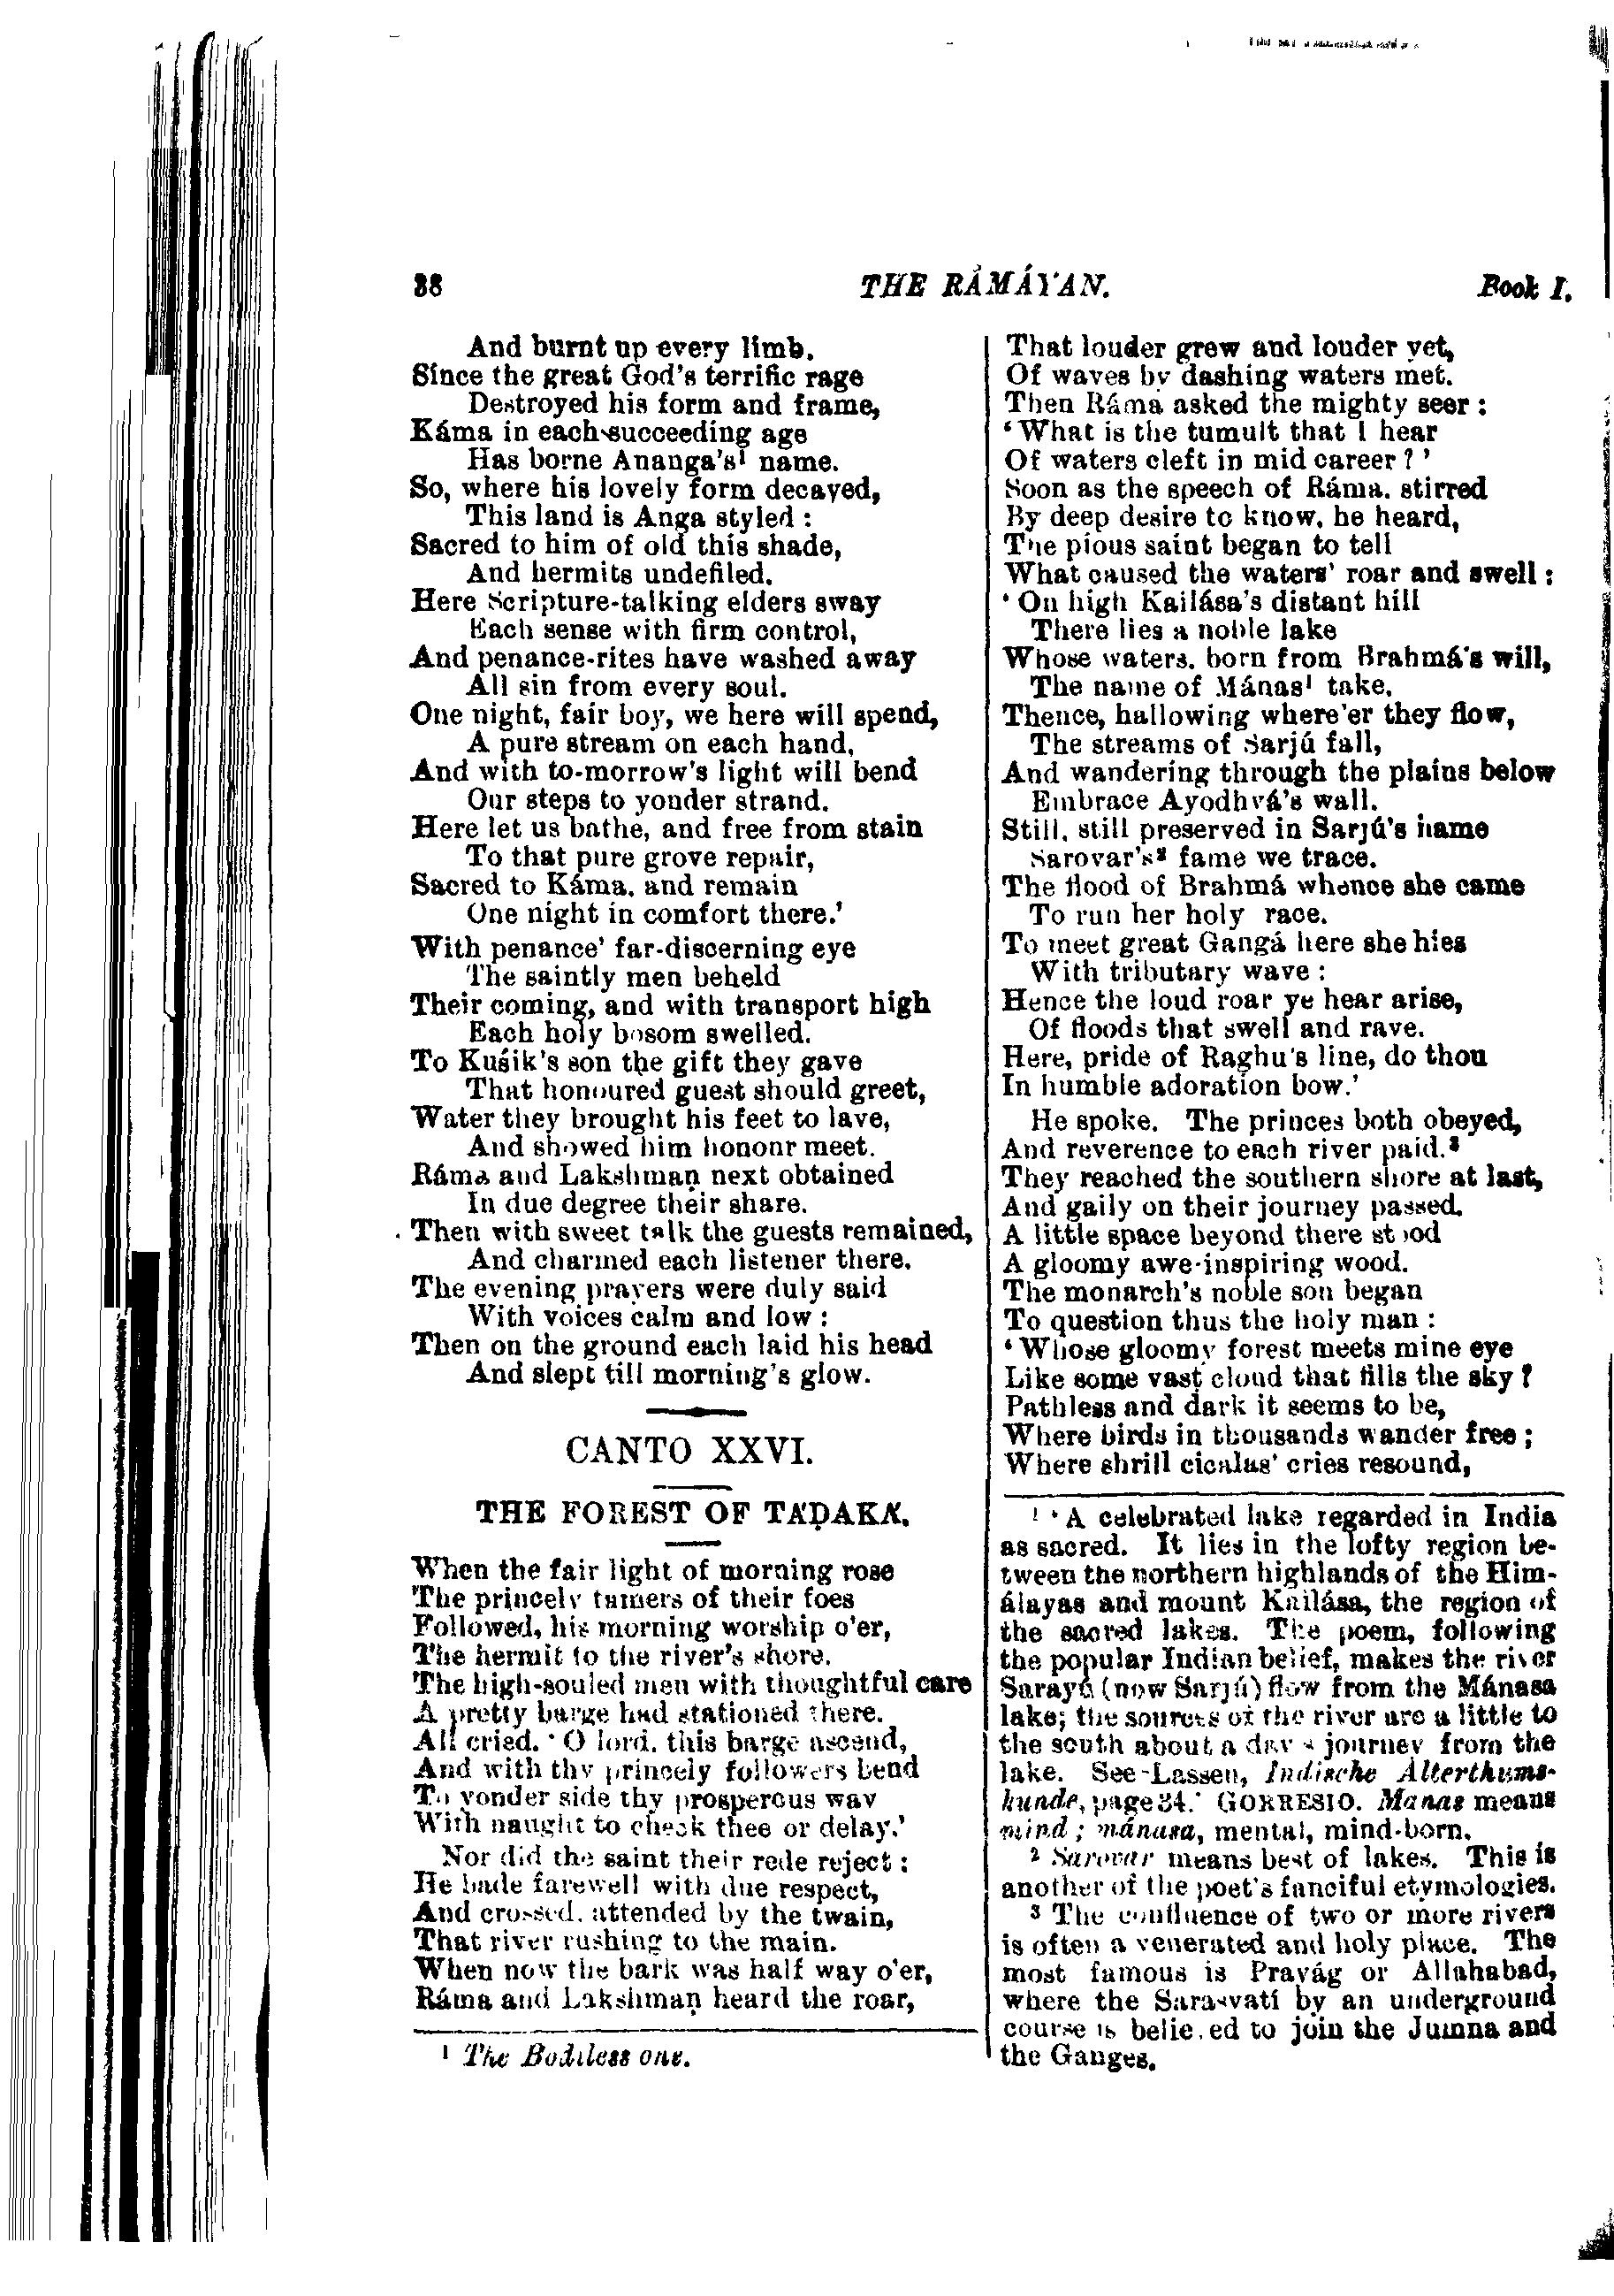 38
THE RÁMÁYAN.
Book I.
And burnt up every limb.
Since the great God's terrific rage
Destroyed his form and frame,
Káma in each succeeding age
Has borne Ananga's¹ name.
So, where his lovely form decayed,
This land is Anga styled :
Sacred to him of old this shade,
And hermits undefiled.
Here Scripture-talking elders sway
Each sense with firm control,
And penance-rites have washed away
All sin from every soul.
One night, fair boy, we here will spend,
A pure stream on each hand,
And with to-morrow's light will bend
Our steps to yonder strand.
Here let us bathe, and free from stain
To that pure grove repair,
Sacred to Káma, and remain
One night in comfort there.'
With penance' far-discerning eye
The saintly men beheld
Their coming, and with transport high
Each holy bosom swelled.
To Kuśik's son the gift they gave
That honoured guest should greet,
Water they brought his feet to lave,
And showed him honour meet.
Ráma and Lakshmaṇ next obtained
In due degree their share.
Then with sweet talk the guests remained,
And charmed each listener there.
The evening prayers were duly said
With voices calm and low :
Then on the ground each laid his head
And slept till morning's glow.
CANTO XXVI.
THE FOREST OF TÁḌAKÁ.
When the fair light of morning rose
The princely tamers of their foes
Followed, his morning worship o'er,
The hermit to the river's shore.
The high-souled men with thoughtful care
A pretty barge had stationed there.
All cried, ' O lord, this barge ascend,
And with thy princely followers bend
To yonder side thy prosperous way
With naught to check thee or delay.'
Nor did the saint their rede reject :
He bade farewell with due respect,
And crossed, attended by the twain,
That river rushing to the main.
When now the bark was half way o'er,
Ráma and Lakshmaṇ heard the roar,
¹ The Bodiless one.
That louder grew and louder yet,
Of waves by dashing waters met.
Then Ráma asked the mighty seer :
'What is the tumult that I hear
Of waters cleft in mid career ? '
Soon as the speech of Ráma, stirred
By deep desire to know, he heard,
The pious saint began to tell
What caused the waters' roar and swell :
' On high Kailása's distant hill
There lies a noble lake
Whose waters, born from Brahmá's will,
The name of Mánas¹ take.
Thence, hallowing where'er they flow,
The streams of Sarjú fall,
And wandering through the plains below
Embrace Ayodhyá's wall.
Still, still preserved in Sarjú's name
Sarovar's² fame we trace.
The flood of Brahmá whence she came
To run her holy race.
To meet great Gangá here she hies
With tributary wave :
Hence the loud roar ye hear arise,
Of floods that swell and rave.
Here, pride of Raghu's line, do thou
In humble adoration bow.'
He spoke. The princes both obeyed,
And reverence to each river paid.³
They reached the southern shore at last,
And gaily on their journey passed.
A little space beyond there stood
A gloomy awe-inspiring wood.
The monarch's noble son began
To question thus the holy man :
' Whose gloomy forest meets mine eye
Like some vast cloud that fills the sky ?
Pathless and dark it seems to be,
Where birds in thousands wander free ;
Where shrill cicalas' cries resound,
¹ ' A celebrated lake regarded in India
as sacred. It lies in the lofty region be-
tween the northern highlands of the Him-
álayas and mount Kailása, the region of
the sacred lakes. The poem, following
the popular Indian belief, makes the river
Sarayú (now Sarjú) flow from the Mánasa
lake; the sources of the river are a little to
the south about a day's journey from the
lake. See Lassen, Indische Alterthums-
kunde, page 34.' GORRESIO. Manas means
mind ; mánasa, mental, mind-born.
² Sarovar means best of lakes. This is
another of the poet's fanciful etymologies.
³ The confluence of two or more rivers
is often a venerated and holy place. The
most famous is Prayág or Allahabad,
where the Sarasvatí by an underground
course is believed to join the Jumna and
the Ganges.